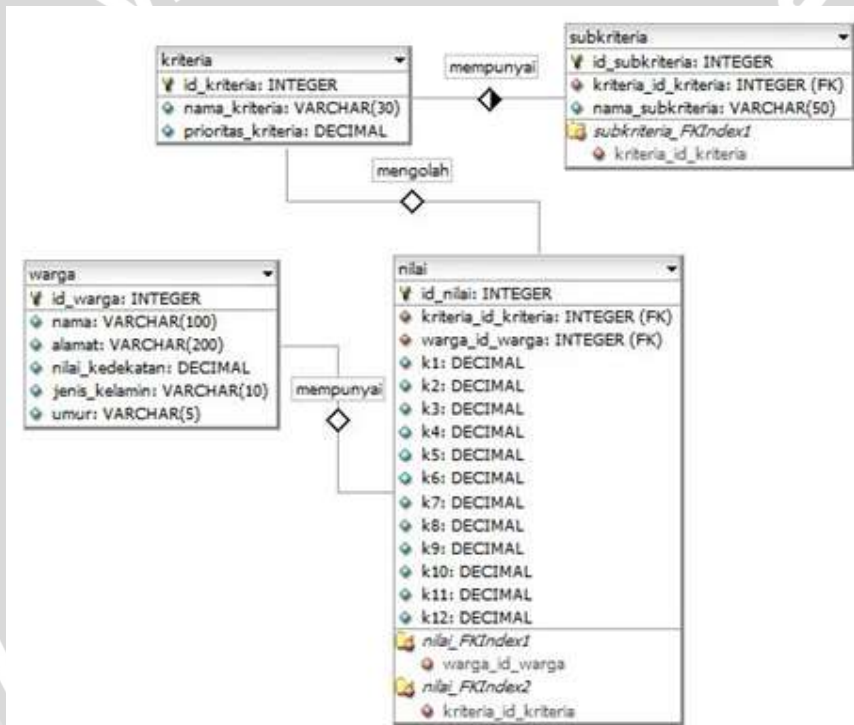 kriteria
id_kriteria: INTEGER
nama_kriteria: VARCHAR(30)
prioritas_kriteria: DECIMAL
mempunyai
subkriteria
id_subkriteria: INTEGER
kriteria_id_kriteria: INTEGER (FK)
nama_subkriteria: VARCHAR(50)
subkriteria_FKIndex1
kriteria_id_kriteria
mengolah
warga
id_warga: INTEGER
nama: VARCHAR(100)
alamat: VARCHAR(200)
nilai_kedekatan: DECIMAL
jenis_kelamin: VARCHAR(10)
umur: VARCHAR(5)
mempunyai
nilai
id_nilai: INTEGER
kriteria_id_kriteria: INTEGER (FK)
warga_id_warga: INTEGER (FK)
k1: DECIMAL
k2: DECIMAL
k3: DECIMAL
k4: DECIMAL
k5: DECIMAL
k6: DECIMAL
k7: DECIMAL
k8: DECIMAL
k9: DECIMAL
k10: DECIMAL
k11: DECIMAL
k12: DECIMAL
nilai_FKIndex1
warga_id_warga
nilai_FKIndex2
kriteria_id_kriteria